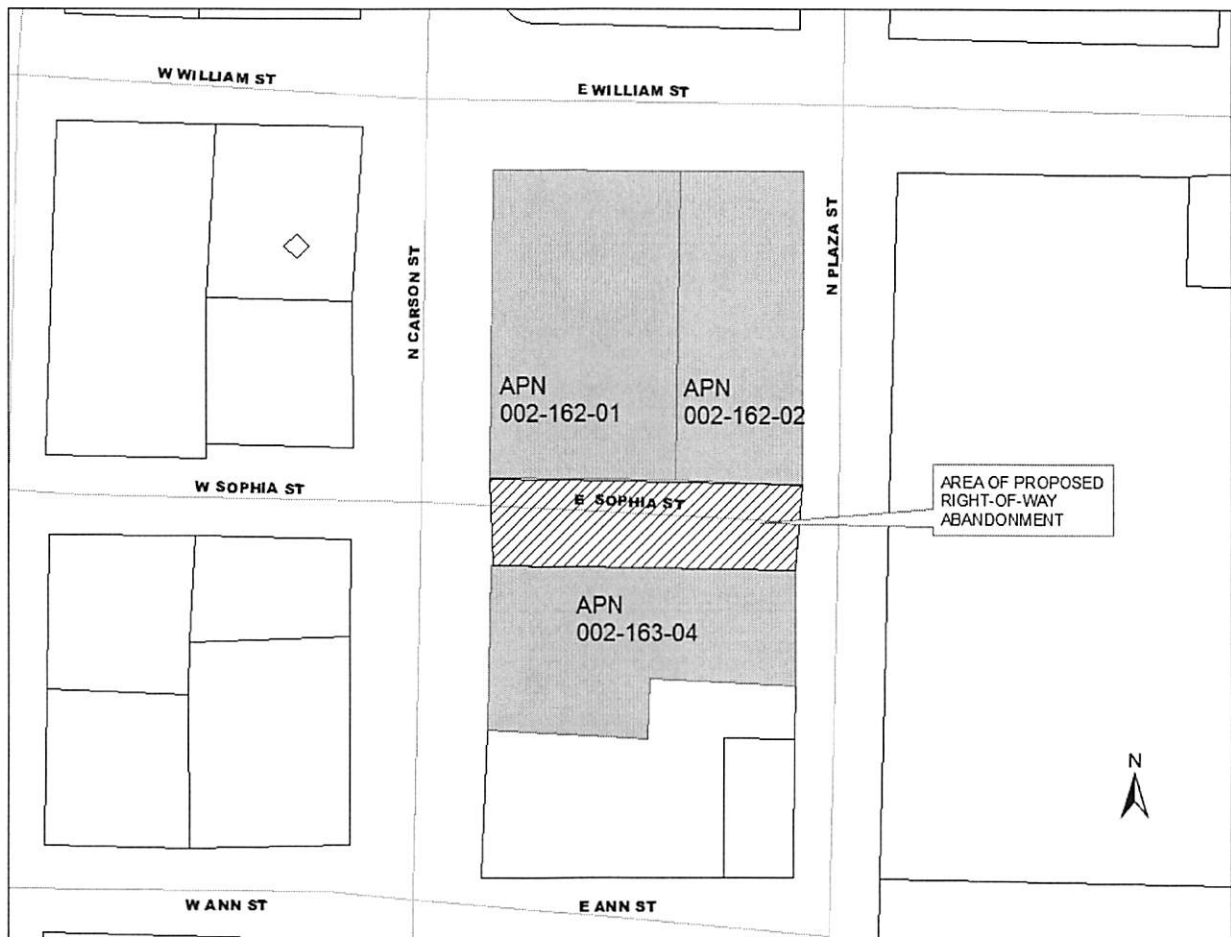 W WILLIAM ST
E WILLIAM ST
N CARSON ST
N PLAZA ST
APN
002-162-01
APN
002-162-02
W SOPHIA ST
E SOPHIA ST
AREA OF PROPOSED
RIGHT-OF-WAY
ABANDONMENT
APN
002-163-04
N
W ANN ST
E ANN ST